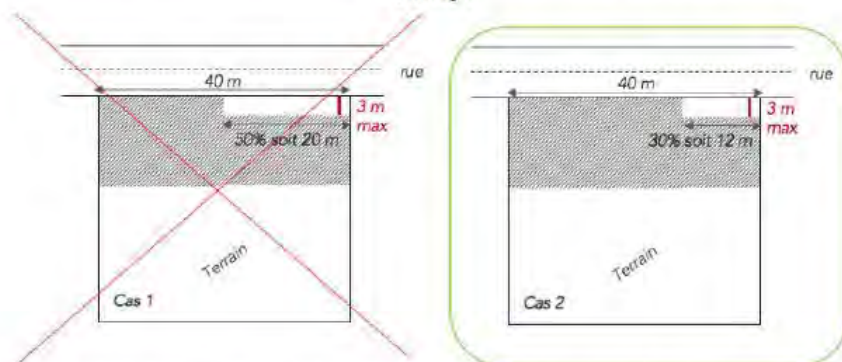 40 m
rue
3 m
max
50% soit 20 m
Terrain
Cas 1
40 m
rue
3 m
max
30% soit 12 m
Terrain
Cas 2